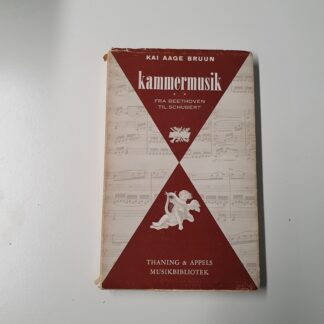 KAI AAGE BRUUN
kammermusik
FRA BEETHOVEN
TIL SCHUBERT
THANING & APPELS
MUSIKBIBLIOTEK